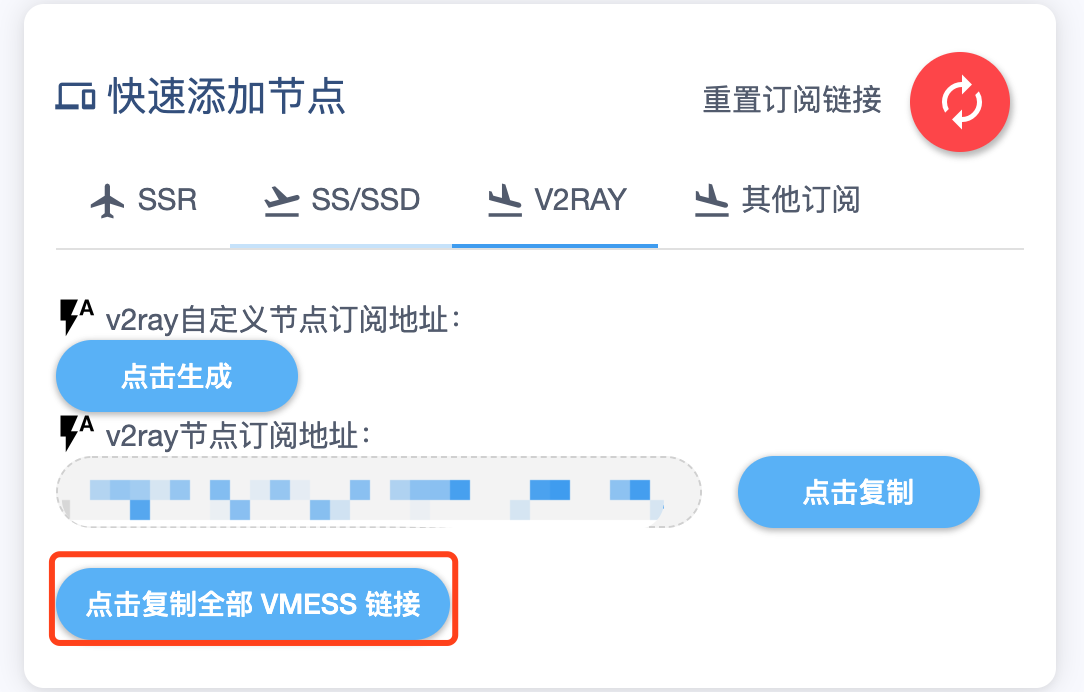 快速添加节点
重置订阅链接
SSR SS/SSD V2RAY 其他订阅
A v2ray自定义节点订阅地址：
点击生成
A v2ray节点订阅地址：
点击复制
点击复制全部 VMESS 链接